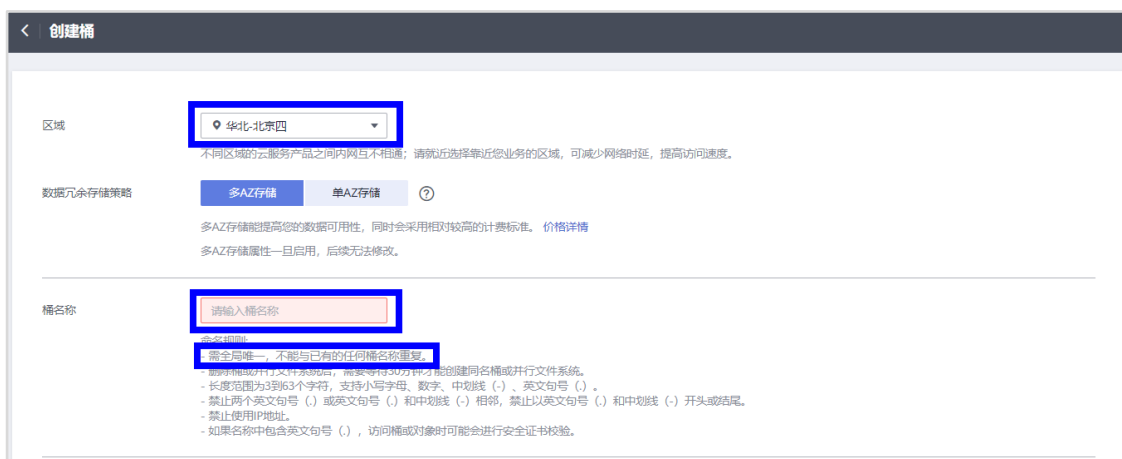 创建桶
区域
华北-北京四
不同区域的云服务产品之间内网互不相通；请就近选择靠近您业务的区域，可减少网络时延，提高访问速度。
数据冗余存储策略
多AZ存储 单AZ存储 ?
多AZ存储能提高您的数据可用性，同时会采用相对较高的计费标准。 价格详情
多AZ存储属性一旦启用，后续无法修改。
桶名称
请输入桶名称
命名规则:
- 需全局唯一，不能与已有的任何桶名称重复。
- 删除桶或并行文件系统后，需要等待30分钟才能创建同名桶或并行文件系统。
- 长度范围为3到63个字符，支持小写字母、数字、中划线（-）、英文句号（.）。
- 禁止两个英文句号（.）或英文句号（.）和中划线（-）相邻，禁止以英文句号（.）和中划线（-）开头或结尾。
- 禁止使用IP地址。
- 如果名称中包含英文句号（.），访问桶或对象时可能会进行安全证书校验。